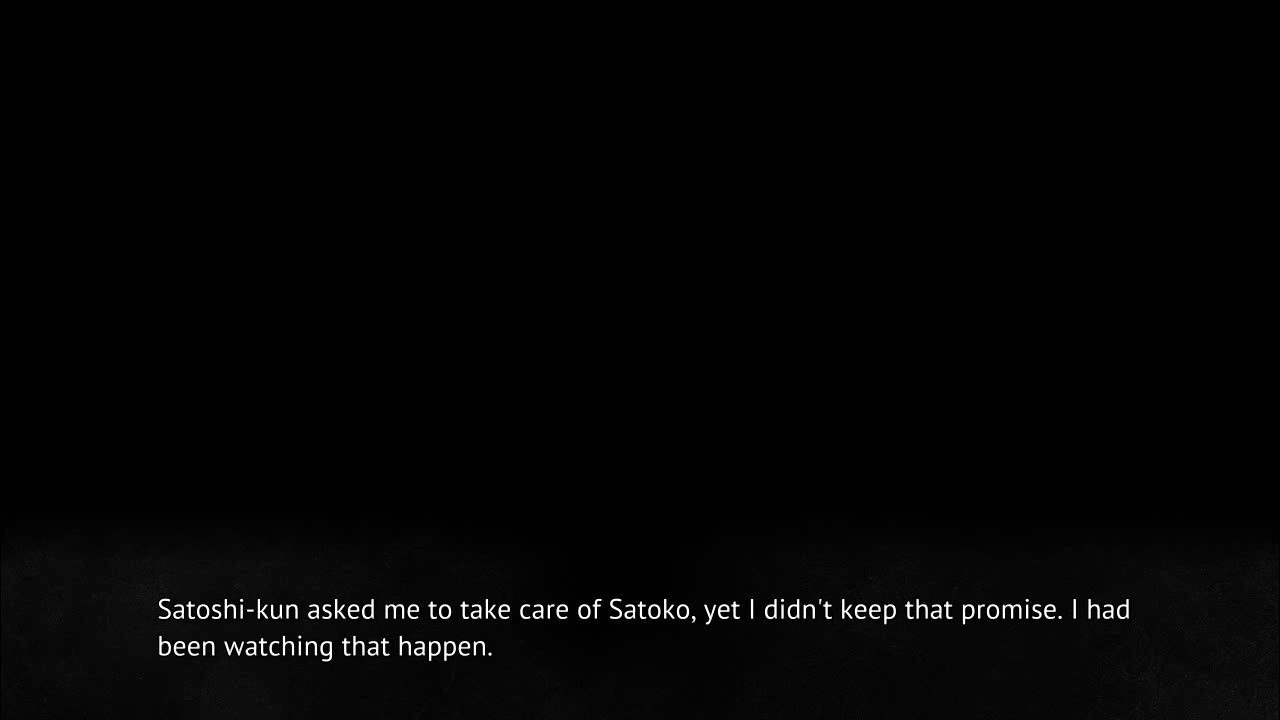 Satoshi-kun asked me to take care of Satoko, yet I didn't keep that promise. I had
been watching that happen.